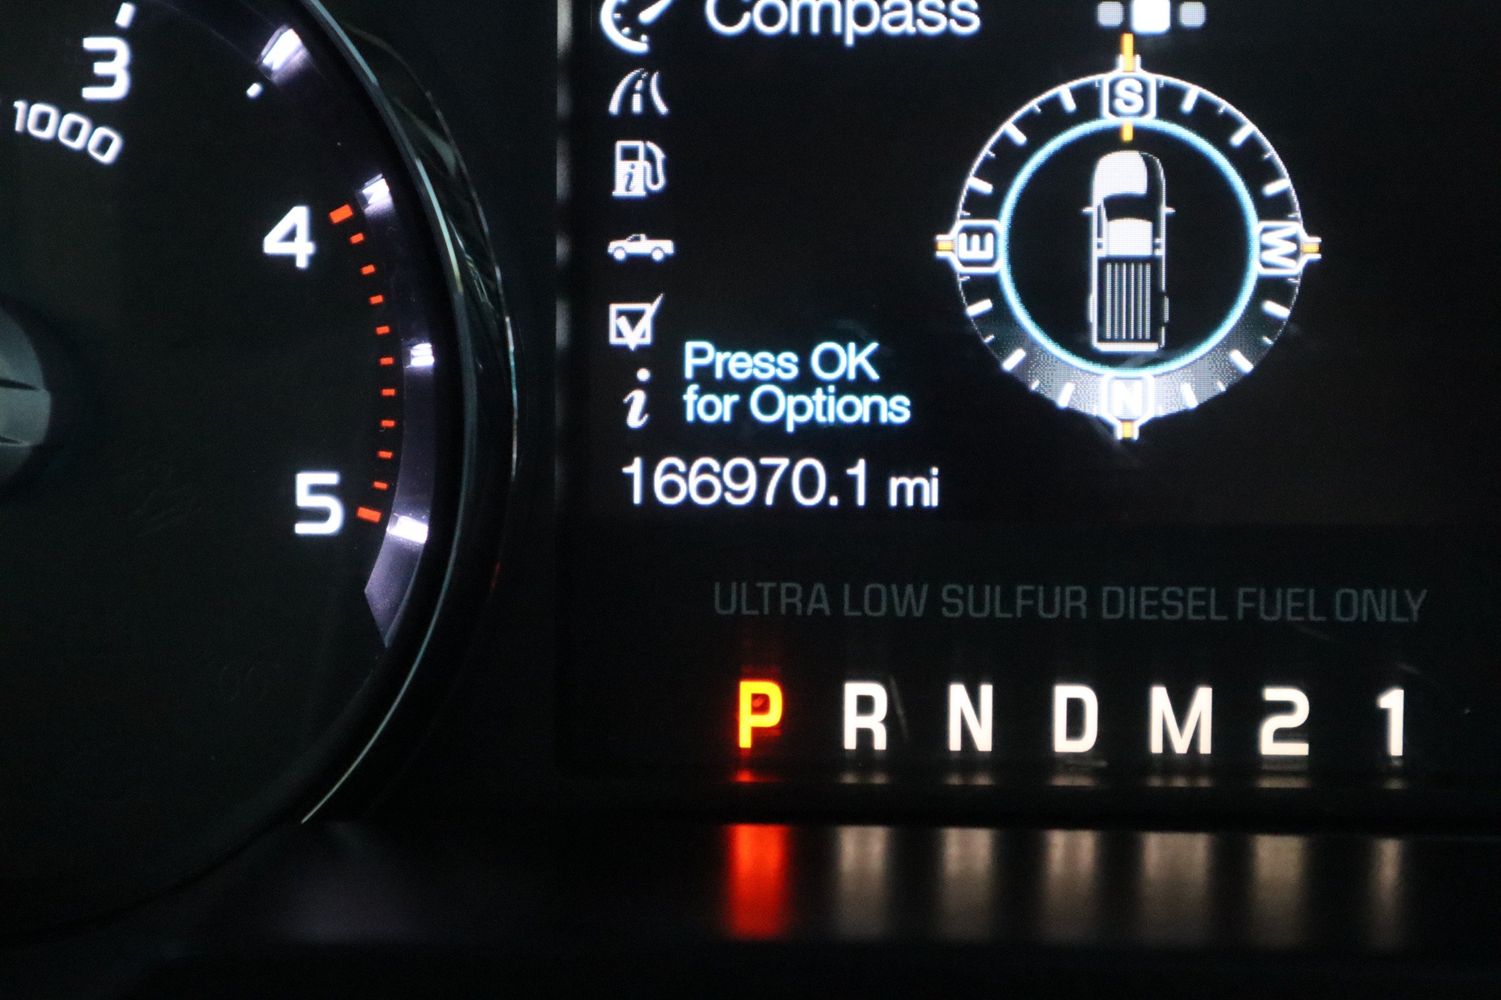 3
1000
4
5
Compass
S
E
W
N
Press OK
for Options
166970.1 mi
ULTRA LOW SULFUR DIESEL FUEL ONLY
P R N D M 2 1